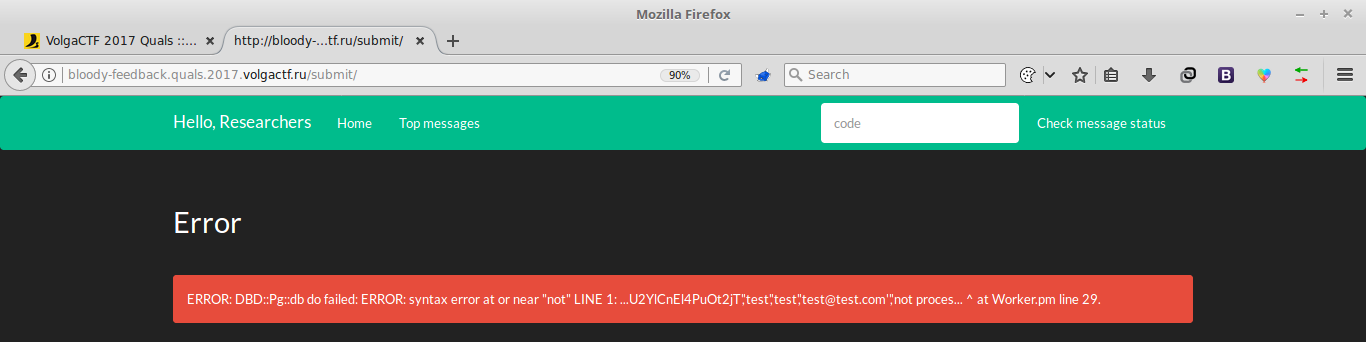 Mozilla Firefox
VolgaCTF 2017 Quals ::... http://bloody-...tf.ru/submit/
bloody-feedback.quals.2017.volgactf.ru/submit/ 90% Search
Hello, Researchers Home Top messages code Check message status
Error
ERROR: DBD::Pg::db do failed: ERROR: syntax error at or near "not" LINE 1: ...U2YlCnEl4PuOt2jT','test','test','test@test.com'','not proces... ^ at Worker.pm line 29.